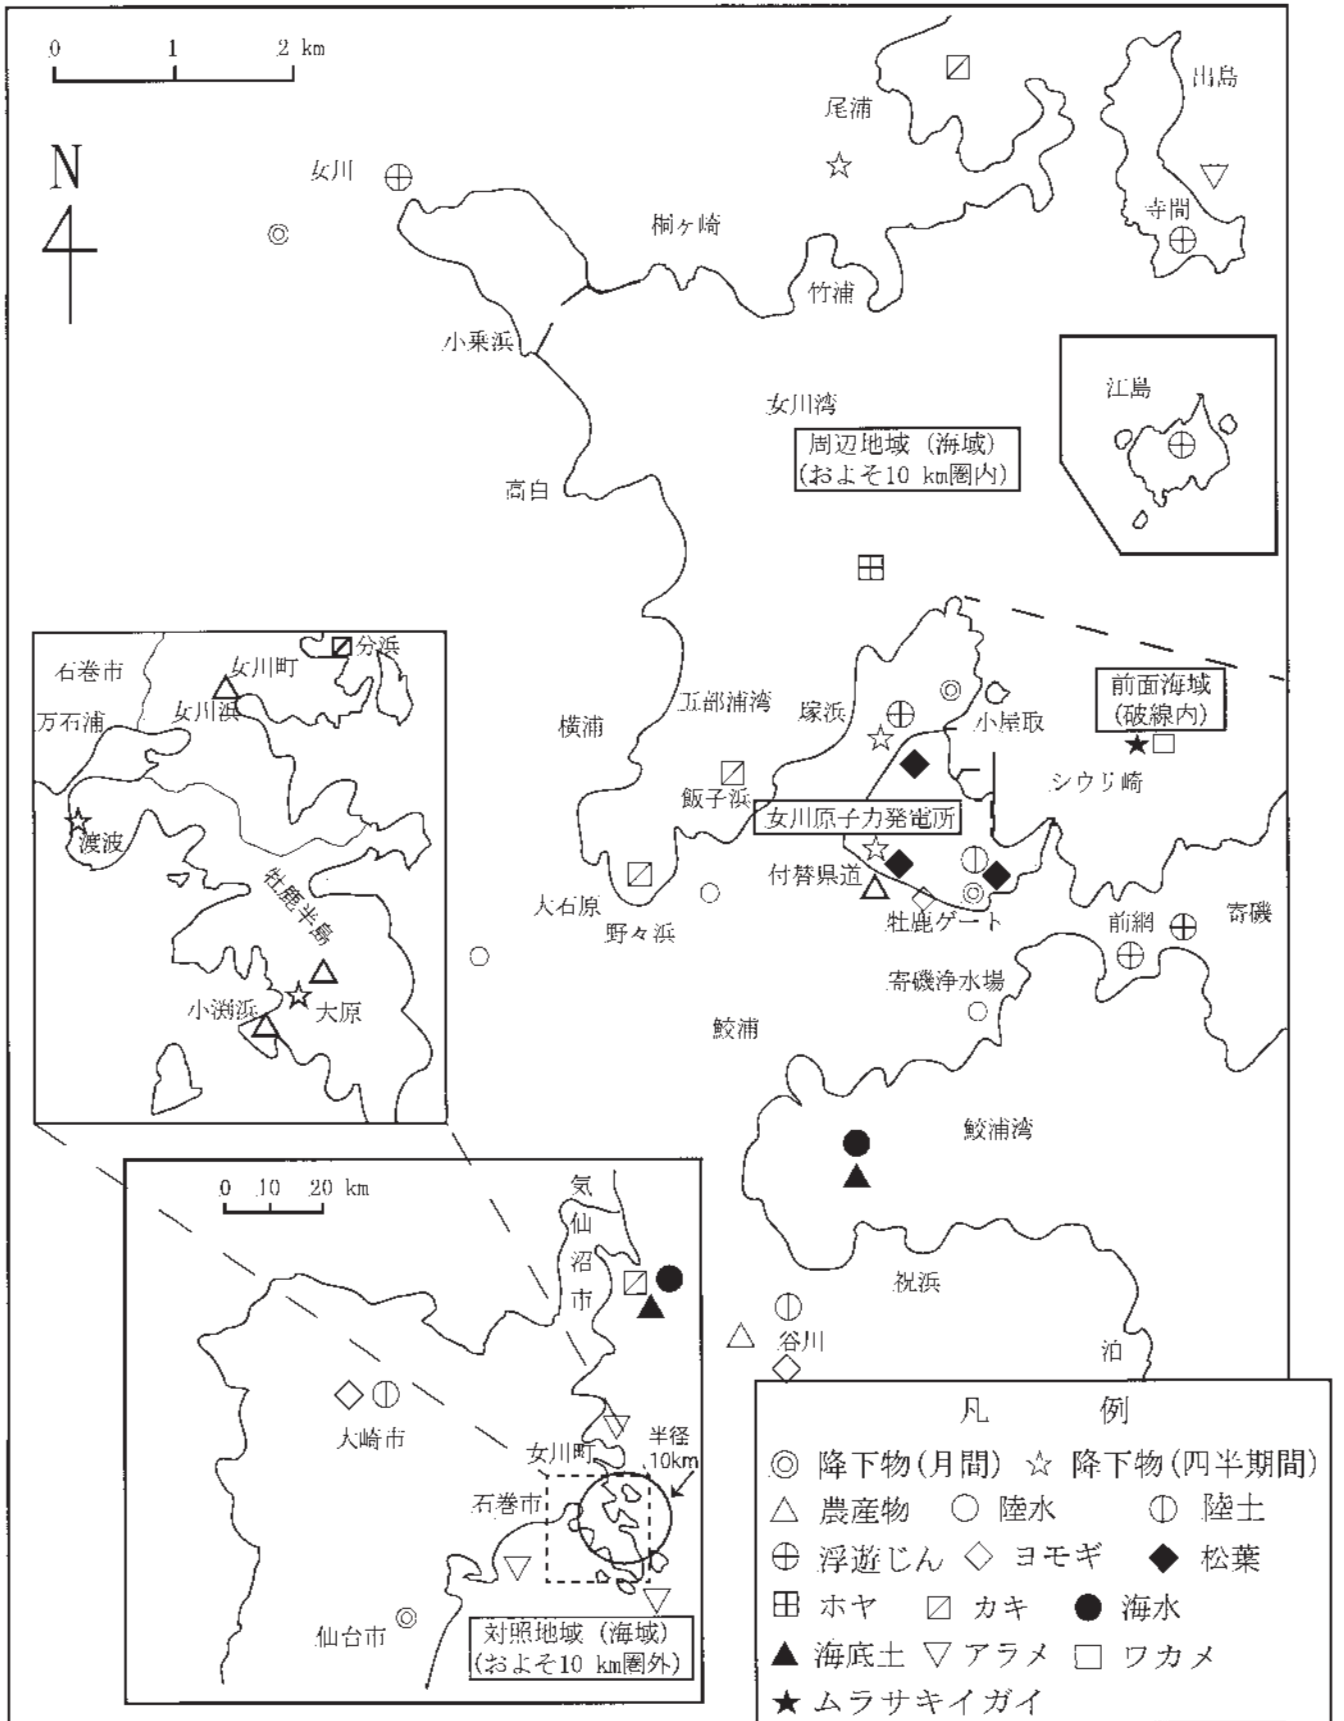 0 1 2 km
N
出島
尾浦
女川
寺間
桐ヶ崎
竹浦
小乗浜
江島
女川湾
周辺地域（海域）
(およそ10 km圏内)
高白
石巻市
女川町
分浜
万石浦
女川浜
渡波
牡鹿半島
小渕浜
大原
横浦
五部浦湾
塚浜
小屋取
前面海域
(破線内)
シウリ崎
飯子浜
女川原子力発電所
付替県道
大石原
野々浜
牡鹿ゲート
前網
寄磯
寄磯浄水場
鮫浦
鮫浦湾
祝浜
谷川
泊
0 10 20 km
気仙沼市
大崎市
女川町
半径
10km
石巻市
仙台市
対照地域（海域）
(およそ10 km圏外)
凡 例
◎ 降下物(月間) ☆ 降下物(四半期間)
△ 農産物 ○ 陸水 陸土
⊕ 浮遊じん ◇ ヨモギ ◆ 松葉
⊞ ホヤ カキ ● 海水
▲ 海底土 ▽ アラメ □ ワカメ
★ ムラサキイガイ